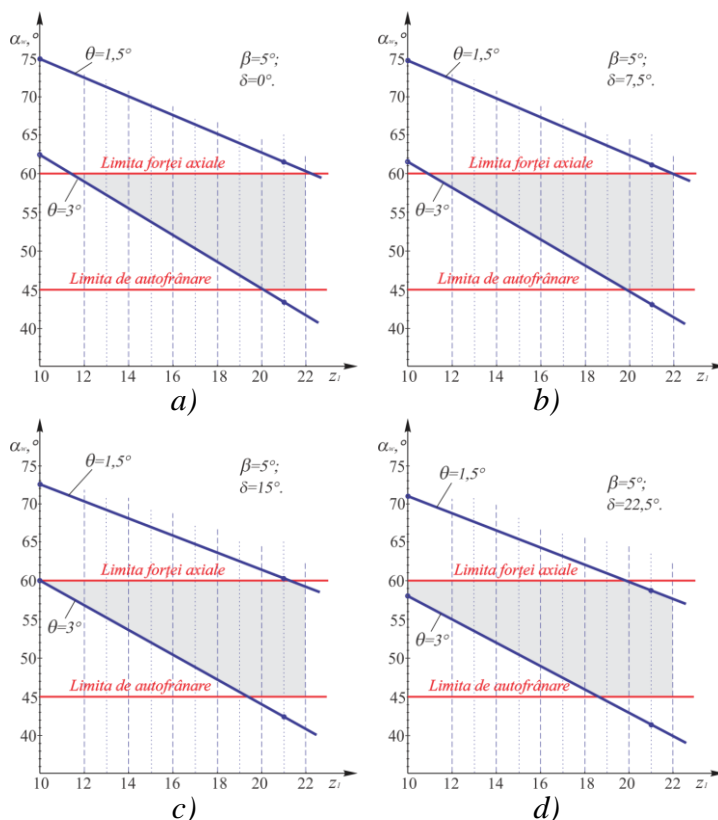 α_w,°
75
70
65
60
55
50
45
40
10 12 14 16 18 20 22 z₁
θ=1,5°
β=5°;
δ=0°.
Limita forței axiale
θ=3°
Limita de autofrânare
a)
α_w,°
75
70
65
60
55
50
45
40
10 12 14 16 18 20 22 z₁
θ=1,5°
β=5°;
δ=7,5°.
Limita forței axiale
θ=3°
Limita de autofrânare
b)
α_w,°
75
70
65
60
55
50
45
40
10 12 14 16 18 20 22 z₁
θ=1,5°
β=5°;
δ=15°.
Limita forței axiale
θ=3°
Limita de autofrânare
c)
α_w,°
75
70
65
60
55
50
45
40
10 12 14 16 18 20 22 z₁
θ=1,5°
β=5°;
δ=22,5°.
Limita forței axiale
θ=3°
Limita de autofrânare
d)